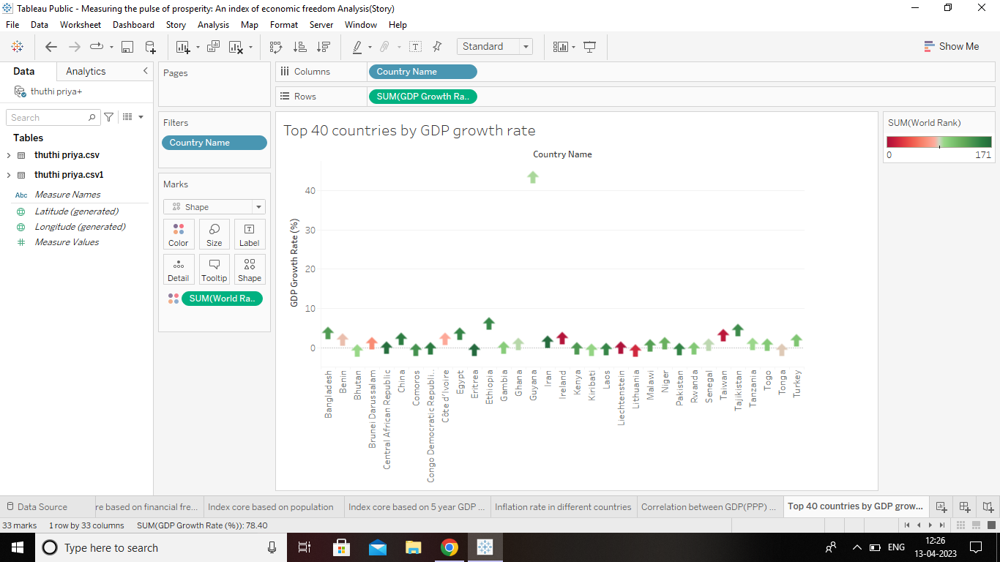 Tableau Public - Measuring the pulse of prosperity: An index of economic freedom Analysis(Story)
File Data Worksheet Dashboard Story Analysis Map Format Server Window Help
Standard
Show Me
Data Analytics
thuthi priya+
Search
Tables
thuthi priya.csv
thuthi priya.csv1
Abc Measure Names
Latitude (generated)
Longitude (generated)
# Measure Values
Pages
Filters
Country Name
Marks
Shape
Color Size Label
Detail Tooltip Shape
SUM(World Ra..
Columns Country Name
Rows SUM(GDP Growth Ra..
Top 40 countries by GDP growth rate
Country Name
GDP Growth Rate (%)
40
30
20
10
0
Bangladesh
Benin
Bhutan
Brunei Darussalam
Central African Republic
China
Comoros
Congo Democratic Republi..
Côte d'Ivoire
Egypt
Eritrea
Ethiopia
Gambia
Ghana
Guyana
Iran
Ireland
Kenya
Kiribati
Laos
Liechtenstein
Lithuania
Malawi
Niger
Pakistan
Rwanda
Senegal
Taiwan
Tajikistan
Tanzania
Togo
Tonga
Turkey
SUM(World Rank)
0 171
Data Source re based on financial fre... Index core based on population Index core based on 5 year GDP ... Inflation rate in different countries Correlation between GDP(PPP) ... Top 40 countries by GDP grow...
33 marks 1 row by 33 columns SUM(GDP Growth Rate (%)): 78.40
Type here to search
ENG
12:26
13-04-2023